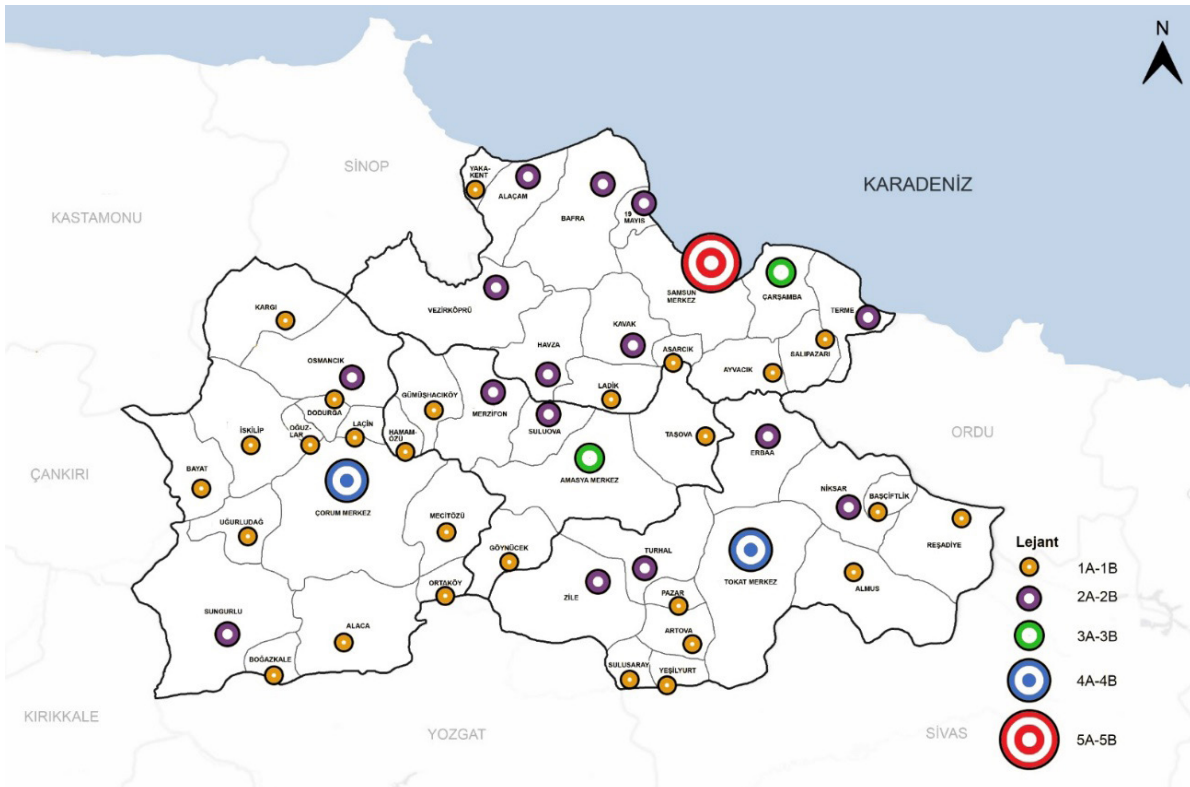 N
SİNOP
KARADENİZ
KASTAMONU
YAKA-
KENT
ALAÇAM
BAFRA
19
MAYIS
SAMSUN
MERKEZ
ÇARŞAMBA
TERME
VEZİRKÖPRÜ
KARGI
KAVAK
HAVZA
ASARCIK
SALIPAZARI
AYVACIK
OSMANCIK
LADİK
GÜMÜŞHACIKÖY
MERZİFON
DODURGA
SULUOVA
OĞUZ-
LAR
LAÇİN
HAMAM-
ÖZÜ
İSKİLİP
TAŞOVA
ORDU
ERBAA
ÇANKIRI
BAYAT
AMASYA MERKEZ
ÇORUM MERKEZ
NİKSAR
BAŞÇİFTLİK
MECİTÖZÜ
UĞURLUDAĞ
REŞADİYE
GÖYNÜCEK
TURHAL
TOKAT MERKEZ
ORTAKÖY
ZİLE
PAZAR
ALMUS
SUNGURLU
ALACA
ARTOVA
BOĞAZKALE
SULUSARAY
YEŞİLYURT
KIRIKKALE
YOZGAT
SİVAS
Lejant
1A-1B
2A-2B
3A-3B
4A-4B
5A-5B